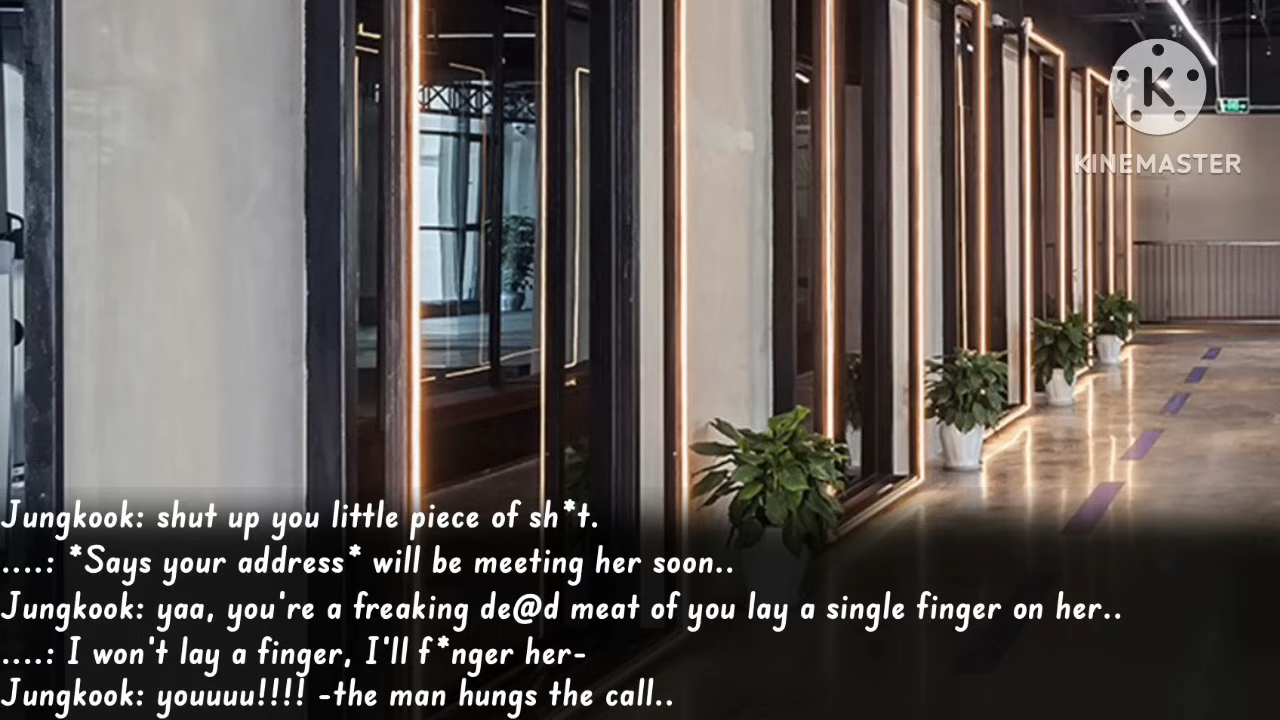 K
KINEMASTER
Jungkook: shut up you little piece of sh*t.
....: *Says your address* will be meeting her soon..
Jungkook: yaa, you're a freaking de@d meat of you lay a single finger on her..
....: I won't lay a finger, I'll f*nger her-
Jungkook: youuuu!!!! -the man hungs the call..